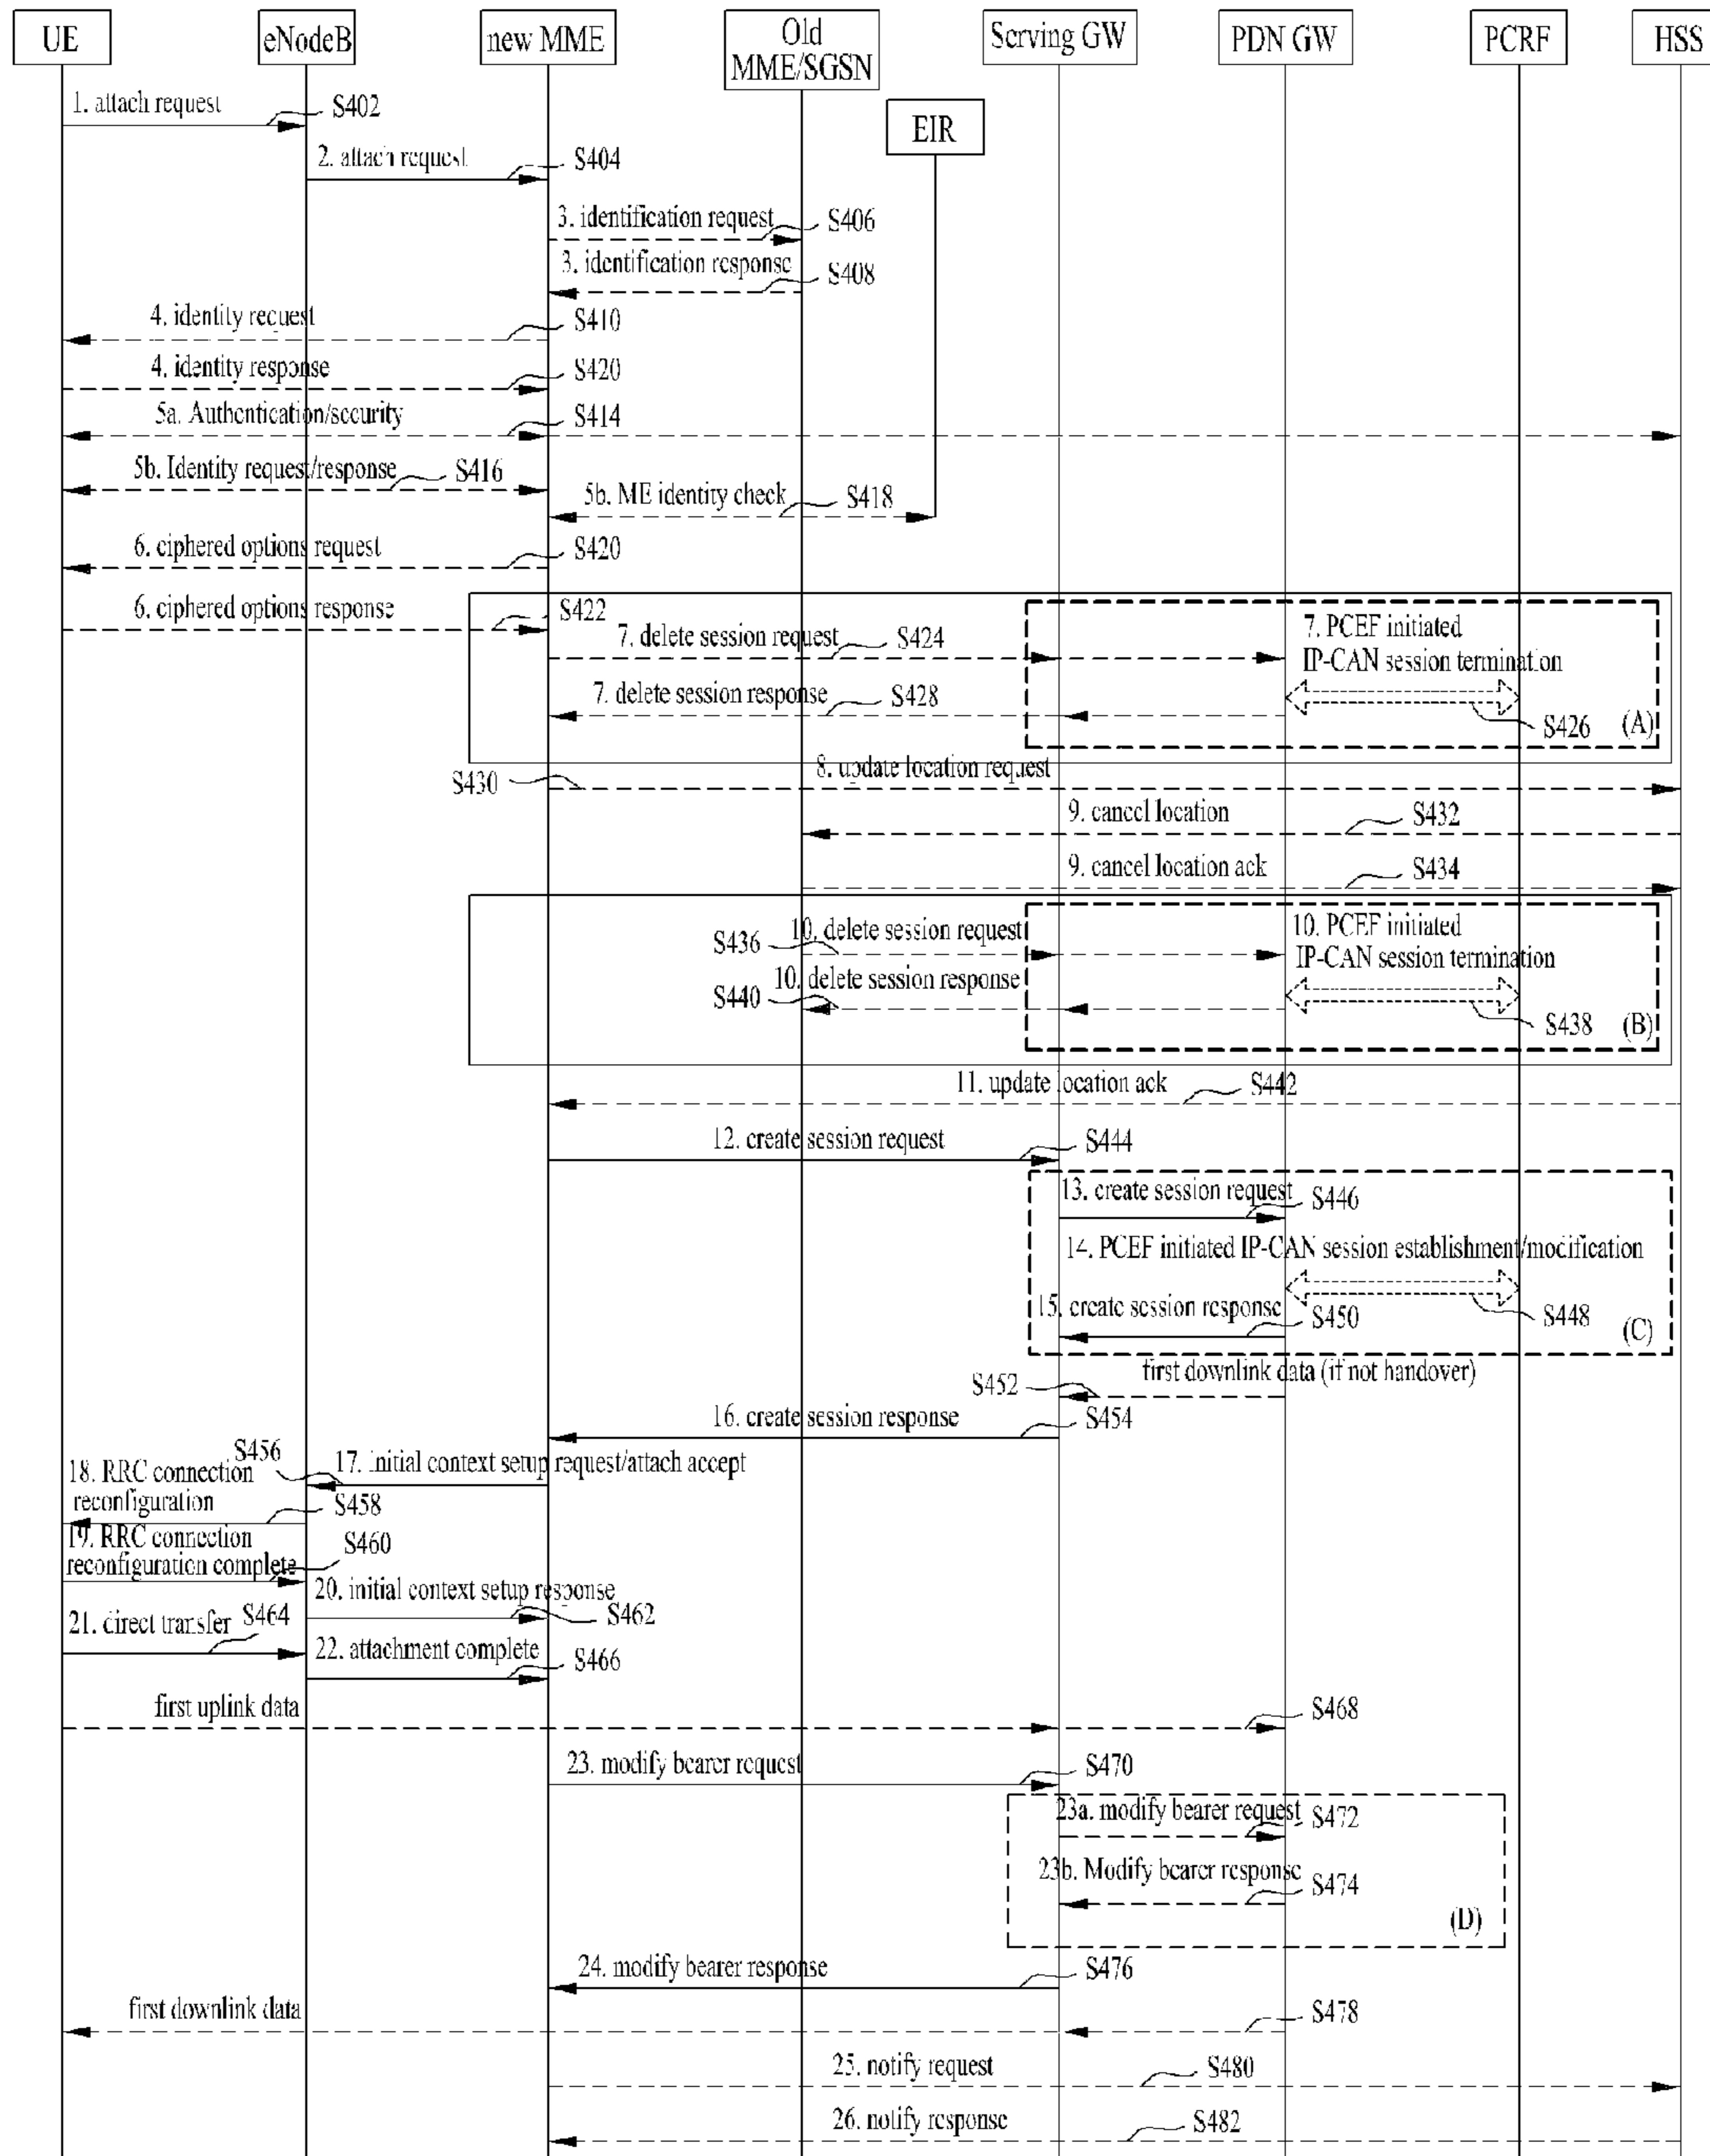 UE
eNodeB
new MME
Old
MME/SGSN
Serving GW
PDN GW
PCRF
HSS
EIR
1. attach request
S402
2. attach request
S404
3. identification request
S406
3. identification response
S408
4. identity request
S410
4. identity response
S420
5a. Authentication/security
S414
5b. Identity request/response
S416
5b. ME identity check
S418
6. ciphered options request
S420
6. ciphered options response
S422
7. delete session request
S424
7. PCEF initiated
IP-CAN session termination
7. delete session response
S428
S426
(A)
8. update location request
S430
9. cancel location
S432
9. cancel location ack
S434
10. delete session request
S436
10. PCEF initiated
IP-CAN session termination
10. delete session response
S440
S438
(B)
11. update location ack
S442
12. create session request
S444
13. create session request
S446
14. PCEF initiated IP-CAN session establishment/modification
15. create session response
S450
S448
(C)
first downlink data (if not handover)
S452
16. create session response
S454
S456
17. initial context setup request/attach accept
18. RRC connection
reconfiguration
S458
19. RRC connection
reconfiguration complete
S460
20. initial context setup response
S462
21. direct transfer
S464
22. attachment complete
S466
first uplink data
S468
23. modify bearer request
S470
23a. modify bearer request
S472
23b. Modify bearer response
S474
(D)
24. modify bearer response
S476
first downlink data
S478
25. notify request
S480
26. notify response
S482